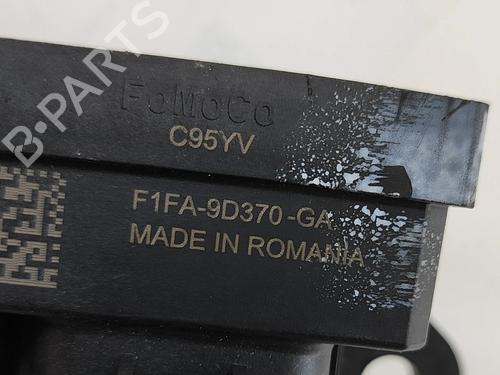 B-PARTS
FoMoCo
C95YV
F1FA-9D370-GA
MADE IN ROMANIA